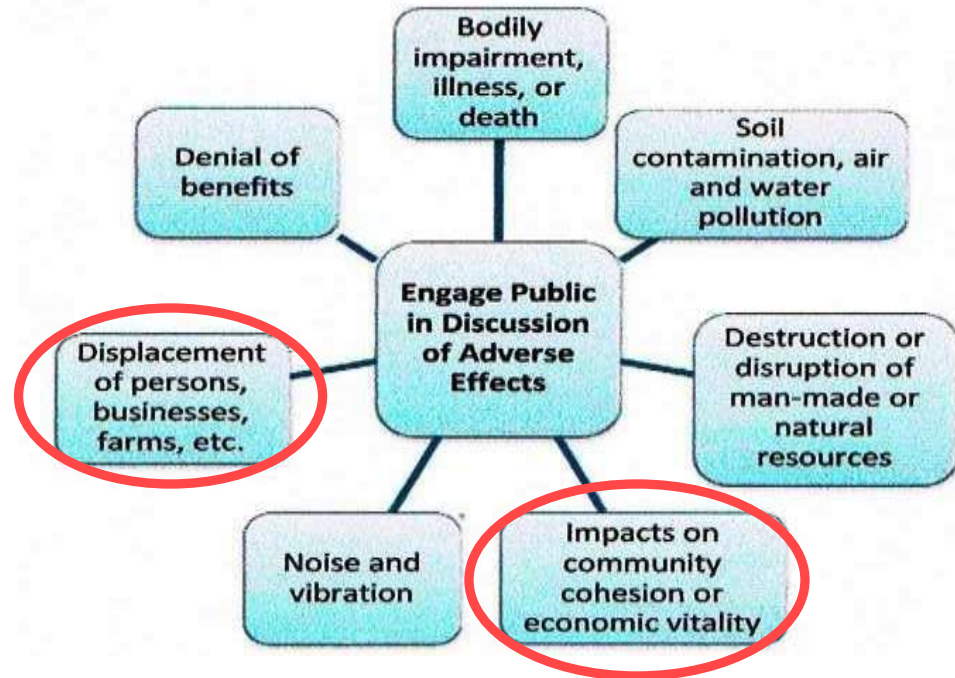 Bodily
impairment,
illness, or
death
Denial of
benefits
Soil
contamination, air
and water
pollution
Engage Public
in Discussion
of Adverse
Effects
Displacement
of persons,
businesses,
farms, etc.
Destruction or
disruption of
man-made or
natural
resources
Noise and
vibration
Impacts on
community
cohesion or
economic vitality